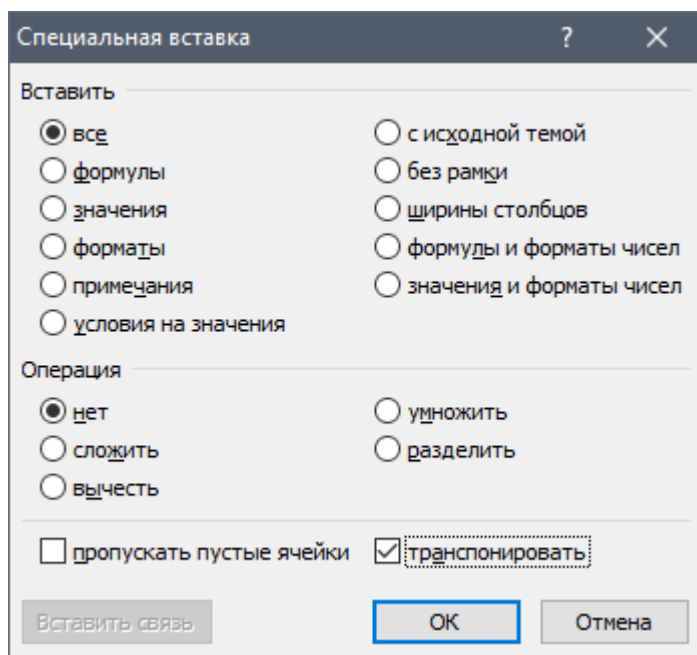 Специальная вставка ?
Вставить
все
с исходной темой
формулы
без рамки
значения
ширины столбцов
форматы
формулы и форматы чисел
примечания
значения и форматы чисел
условия на значения
Операция
нет
умножить
сложить
разделить
вычесть
пропускать пустые ячейки
транспонировать
Вставить связь
ОК
Отмена